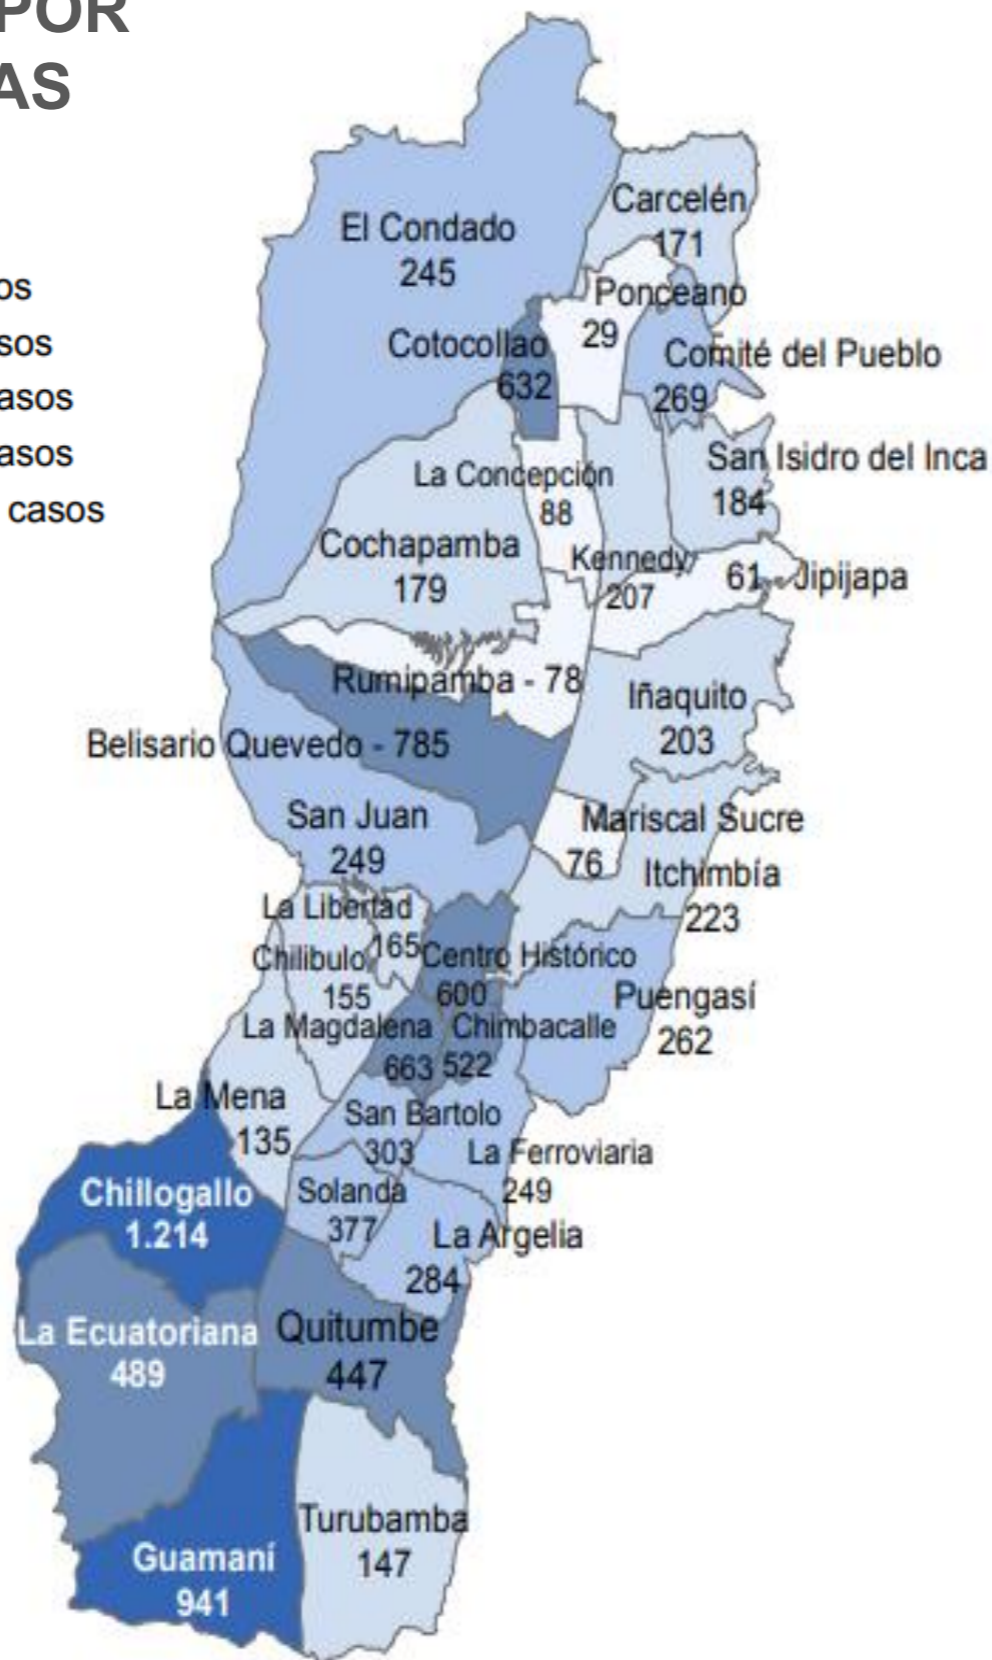 POR
AS
os
sos
asos
asos
casos
El Condado
245
Carcelén
171
Ponceano
29
Cotocollao
632
Comité del Pueblo
269
La Concepción
88
San Isidro del Inca
184
Cochapamba
179
Kennedy
207
61 Jipijapa
Rumipamba - 78
Iñaquito
203
Belisario Quevedo - 785
San Juan
249
Mariscal Sucre
76
Itchimbía
223
La Libertad
165
Chilibulo
155
Centro Histórico
600
Puengasí
262
La Magdalena
663
Chimbacalle
522
La Mena
135
San Bartolo
303
La Ferroviaria
249
Chillogallo
1.214
Solanda
377
La Argelia
284
La Ecuatoriana
489
Quitumbe
447
Turubamba
147
Guamaní
941